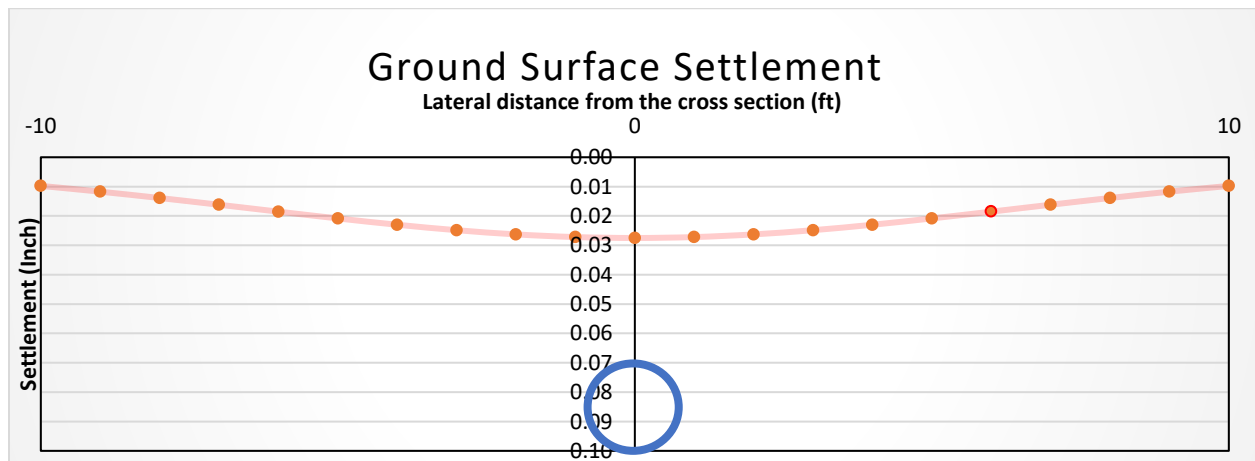 Ground Surface Settlement
Lateral distance from the cross section (ft)
-10 0 10
0.00
0.01
0.02
0.03
0.04
0.05
0.06
0.07
0.08
0.09
0.10
Settlement (Inch)